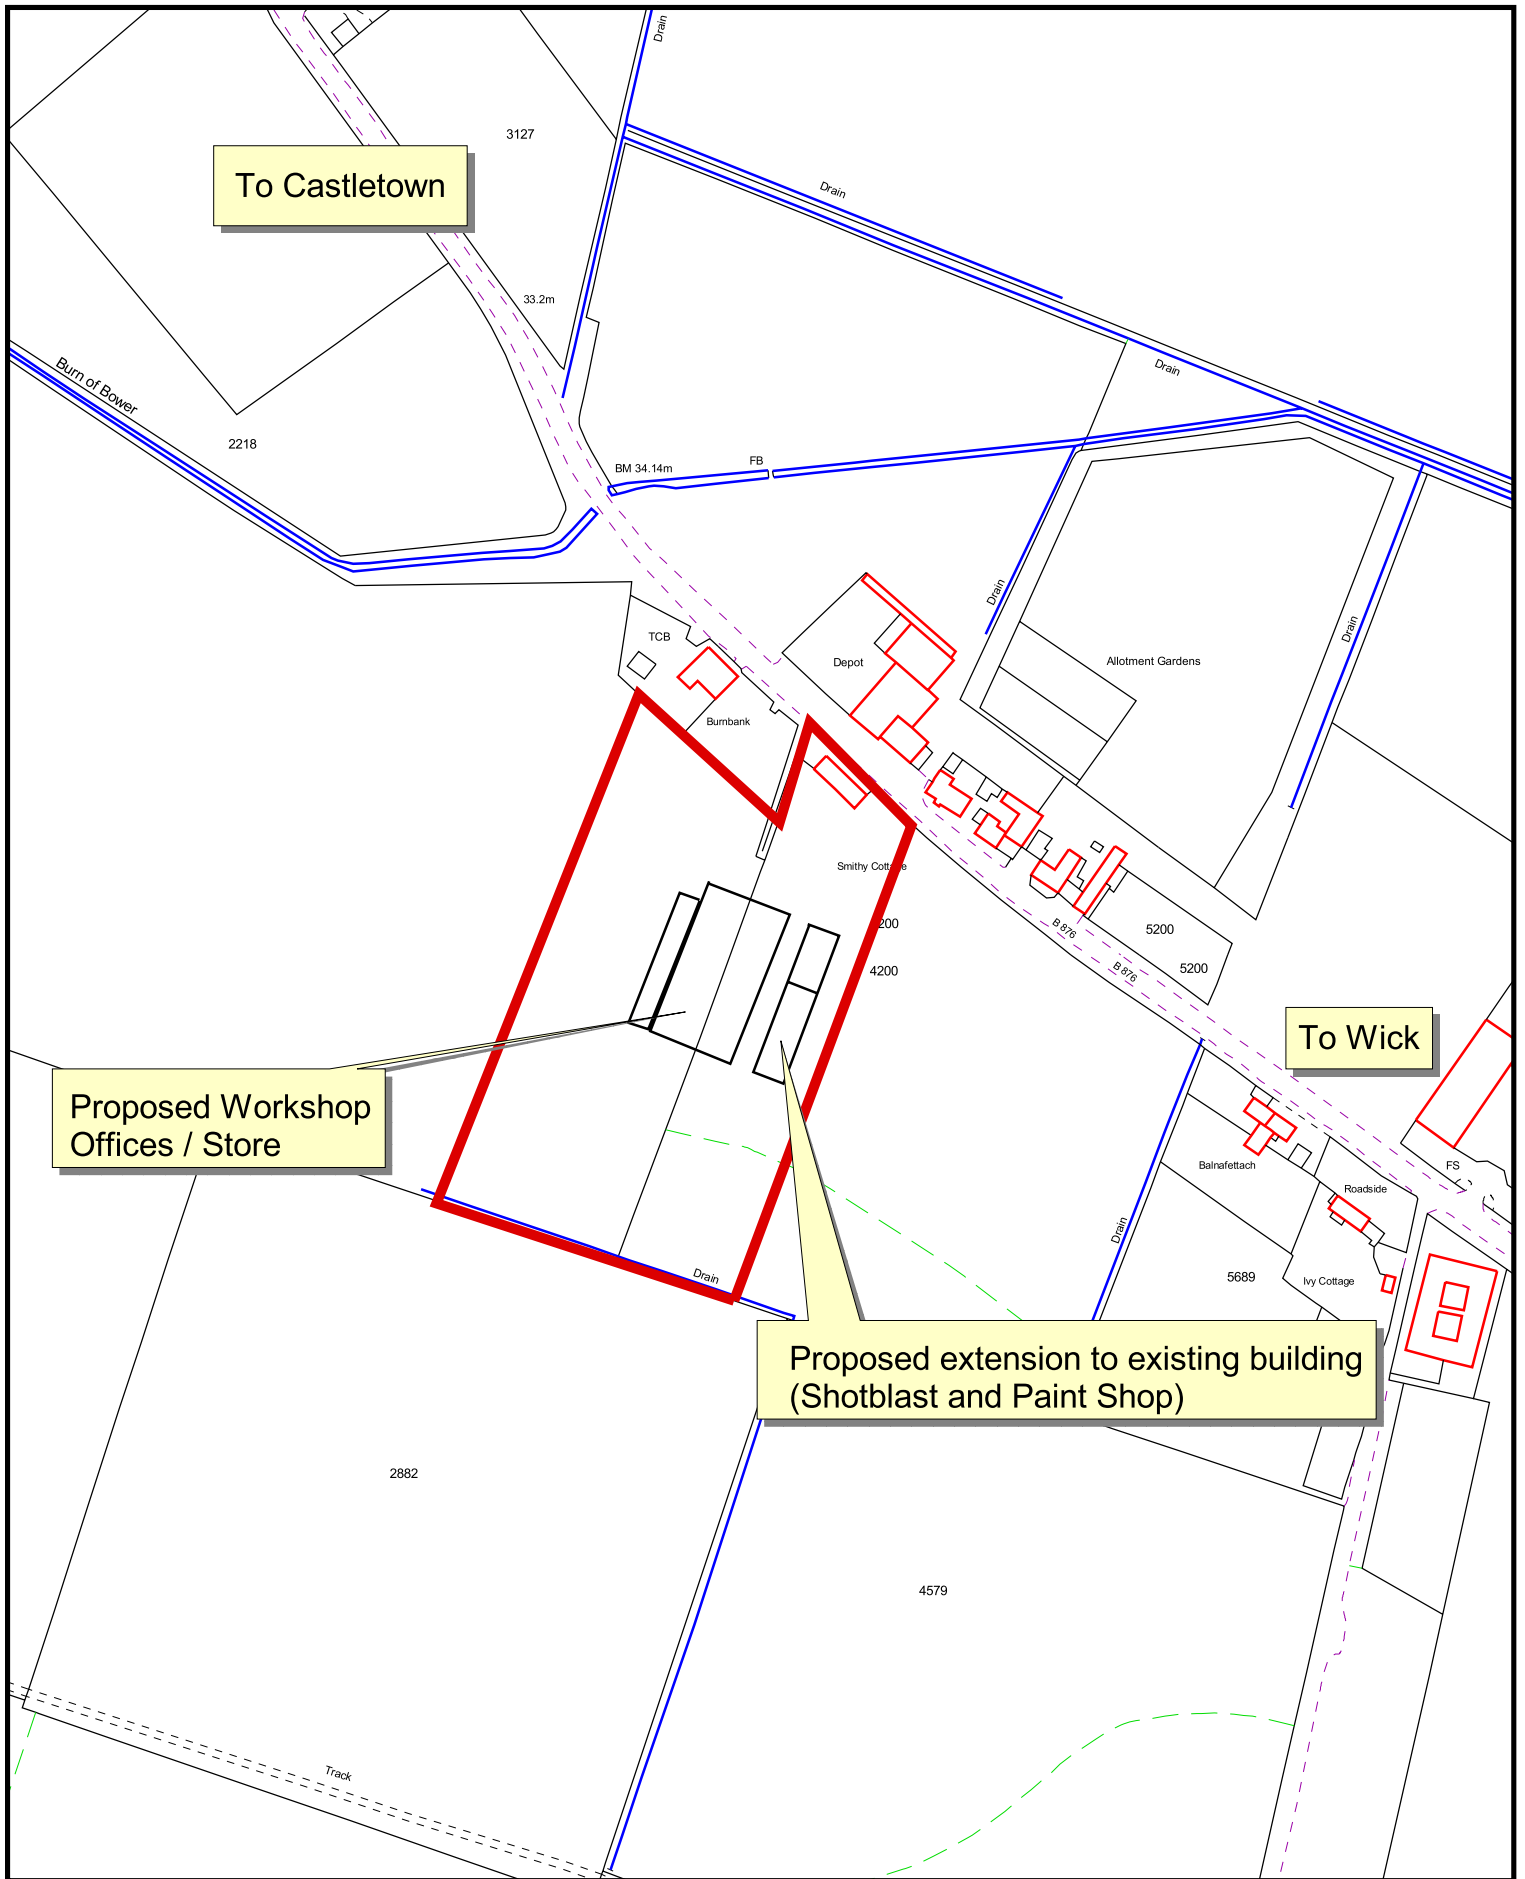 Drain
3127
To Castletown
Drain
33.2m
Drain
Burn of Bower
2218
BM 34.14m
FB
Drain
Drain
TCB
Depot
Allotment Gardens
Burnbank
Smithy Cottage
200
4200
B 876
5200
B 876
5200
To Wick
Proposed Workshop
Offices / Store
Balnafettach
FS
Roadside
Drain
Drain
5689
Ivy Cottage
Proposed extension to existing building
(Shotblast and Paint Shop)
2882
4579
Track